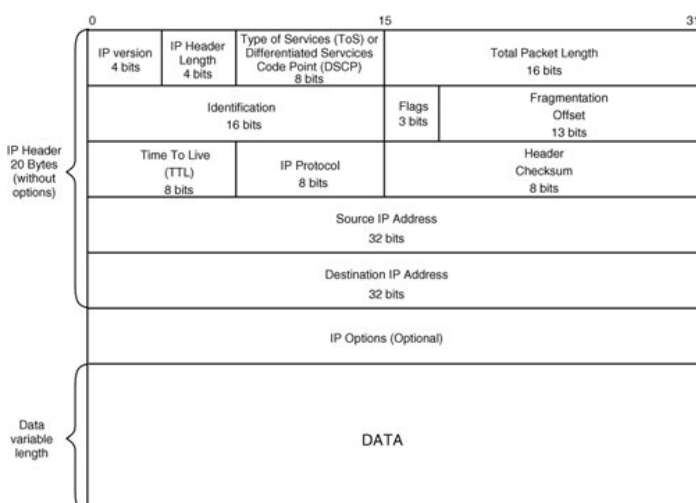 0 15 31
IP version
4 bits
IP Header
Length
4 bits
Type of Services (ToS) or
Differentiated Servcices
Code Point (DSCP)
8 bits
Total Packet Length
16 bits
Identification
16 bits
Flags
3 bits
Fragmentation
Offset
13 bits
IP Header
20 Bytes
(without
options)
Time To Live
(TTL)
8 bits
IP Protocol
8 bits
Header
Checksum
8 bits
Source IP Address
32 bits
Destination IP Address
32 bits
IP Options (Optional)
Data
variable
length
DATA